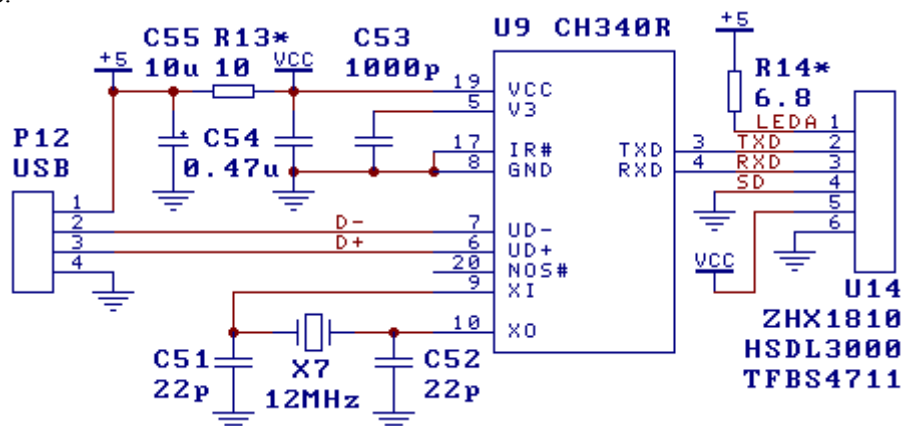 U9 CH340R
C55 R13* C53
+5 VCC +5
10u 10 1000p
R14*
6.8
19 VCC
5 V3
C54
0.47u
17 IR#
8 GND
TXD 3
RXD 4
LEDA 1
TXD 2
RXD 3
SD 4
5
6
P12
USB
1
2 D- 7 UD-
3 D+ 6 UD+
4
20 NOS#
9 XI
10 XO
VCC
U14
ZHX1810
HSDL3000
TFBS4711
C51 X7 C52
22p 12MHz 22p